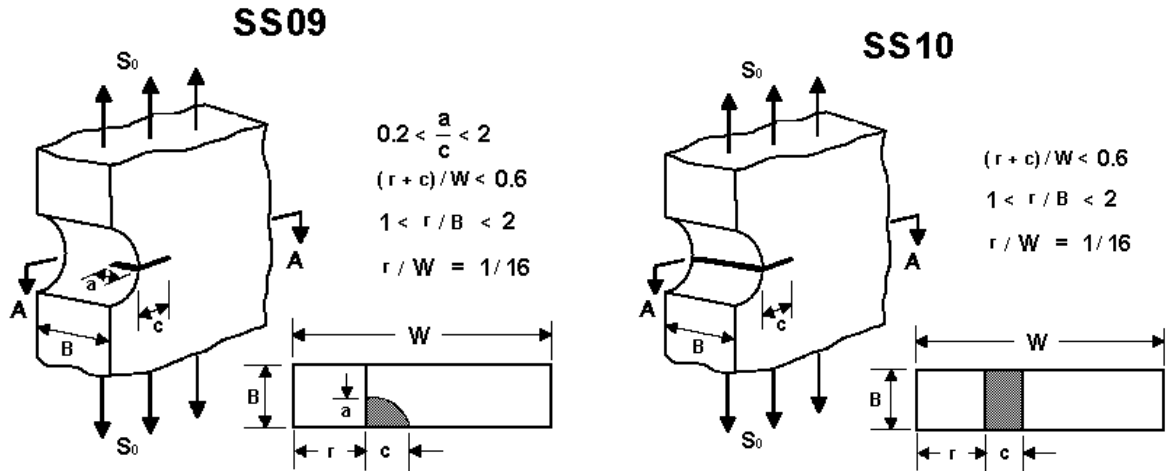 SS09
S₀
0.2 < a/c < 2
(r + c) / W < 0.6
1 < r / B < 2
r / W = 1/16
A
A
a
c
B
S₀
W
B
a
r
c
SS10
S₀
(r + c) / W < 0.6
1 < r / B < 2
r / W = 1/16
A
A
c
B
S₀
W
B
r
c